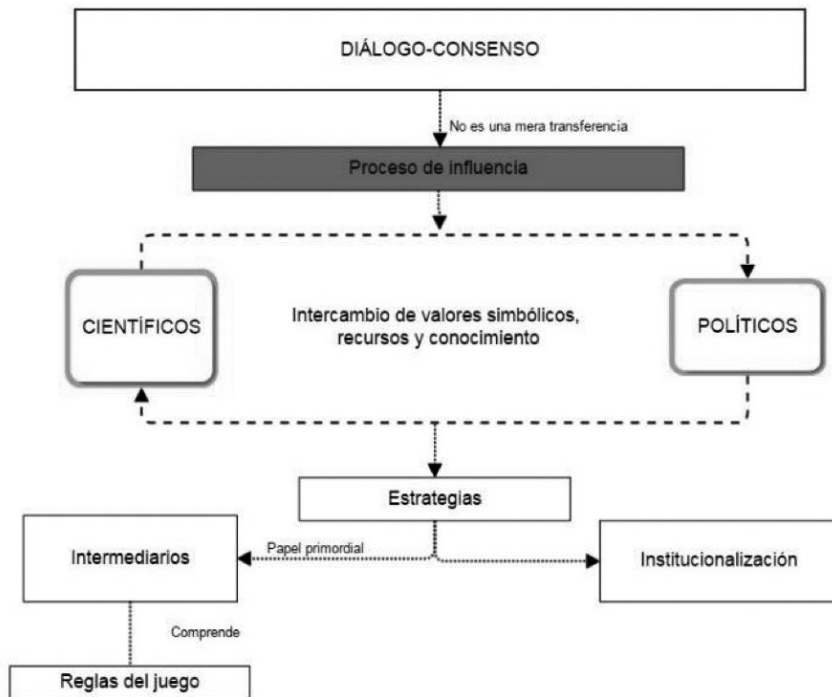 DIÁLOGO-CONSENSO
No es una mera transferencia
Proceso de influencia
CIENTÍFICOS
Intercambio de valores simbólicos,
recursos y conocimiento
POLÍTICOS
Estrategias
Intermediarios
Papel primordial
Institucionalización
Comprende
Reglas del juego